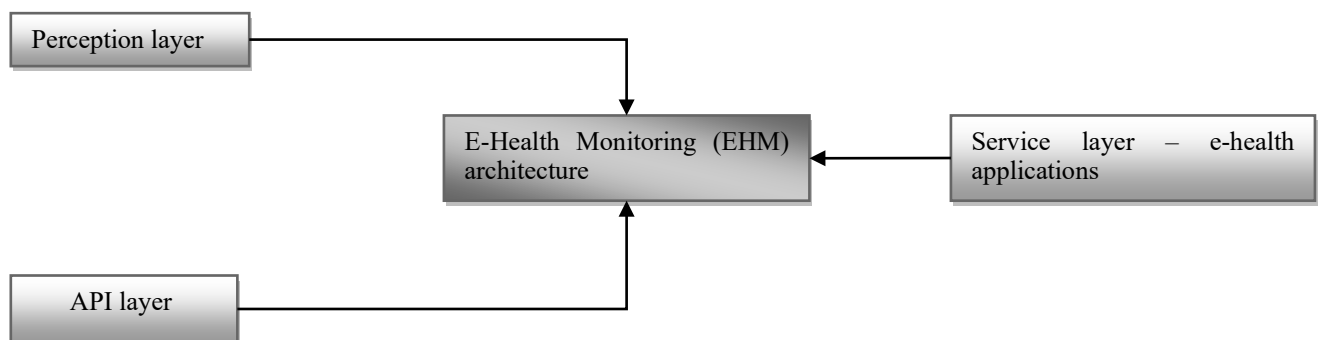 Perception layer
E-Health Monitoring (EHM)
architecture
Service layer – e-health
applications
API layer